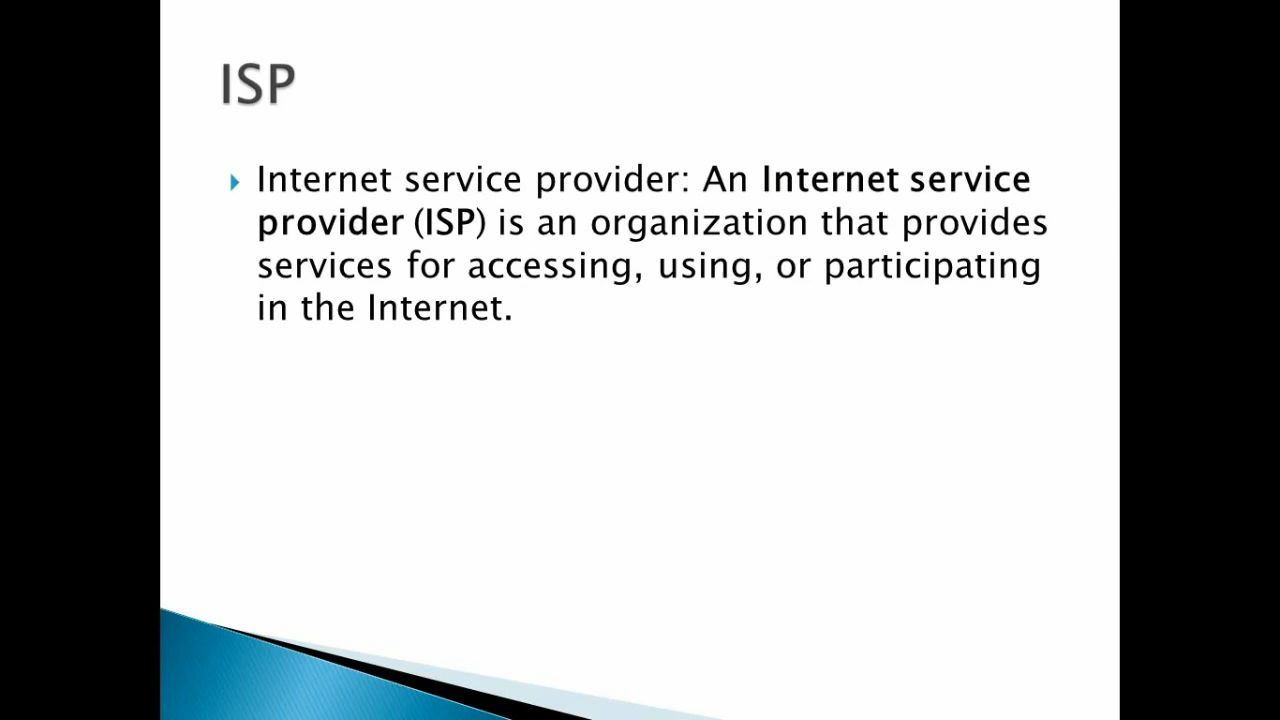 ISP
Internet service provider: An Internet service
provider (ISP) is an organization that provides
services for accessing, using, or participating
in the Internet.